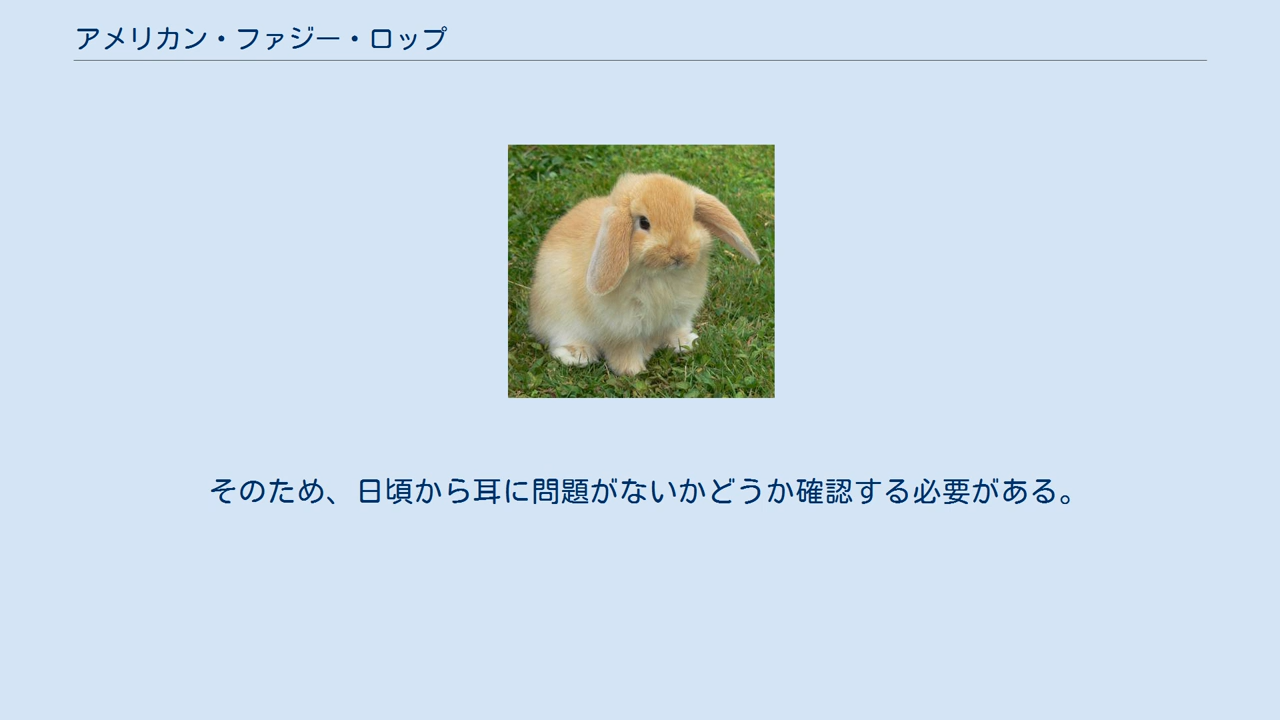 アメリカン・ファジー・ロップ
そのため、日頃から耳に問題がないかどうか確認する必要がある。